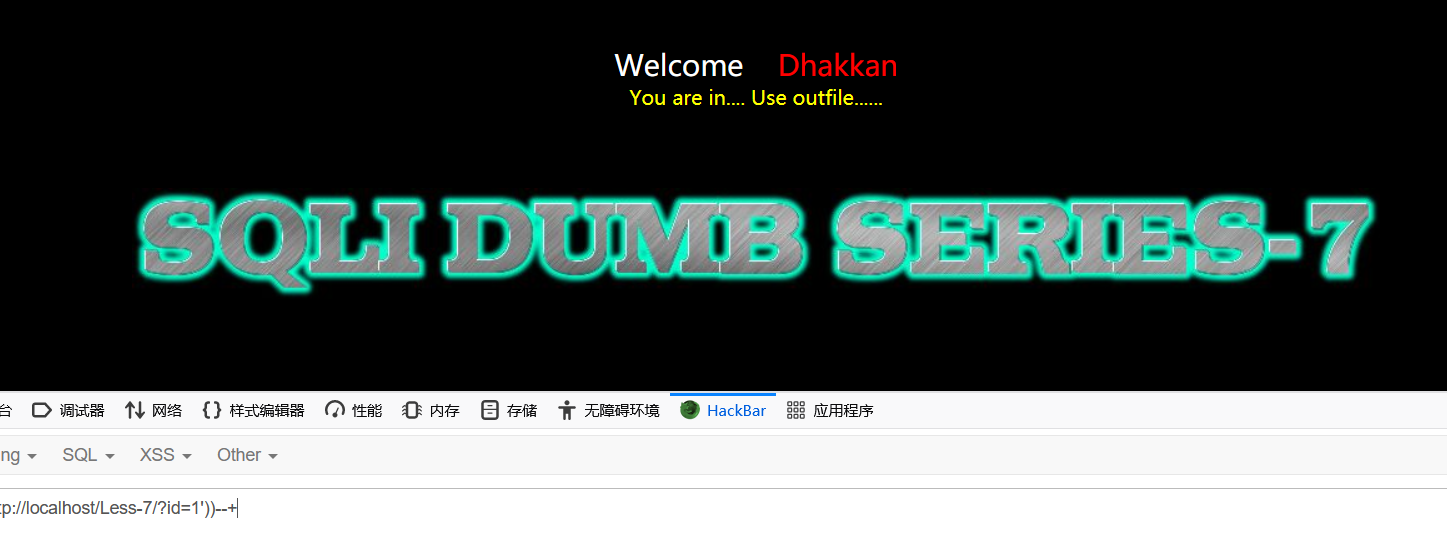 Welcome Dhakkan
You are in.... Use outfile......
SQLI DUMB SERIES-7
台 调试器 网络 样式编辑器 性能 内存 存储 无障碍环境 HackBar 应用程序
ng SQL XSS Other
tp://localhost/Less-7/?id=1'))--+